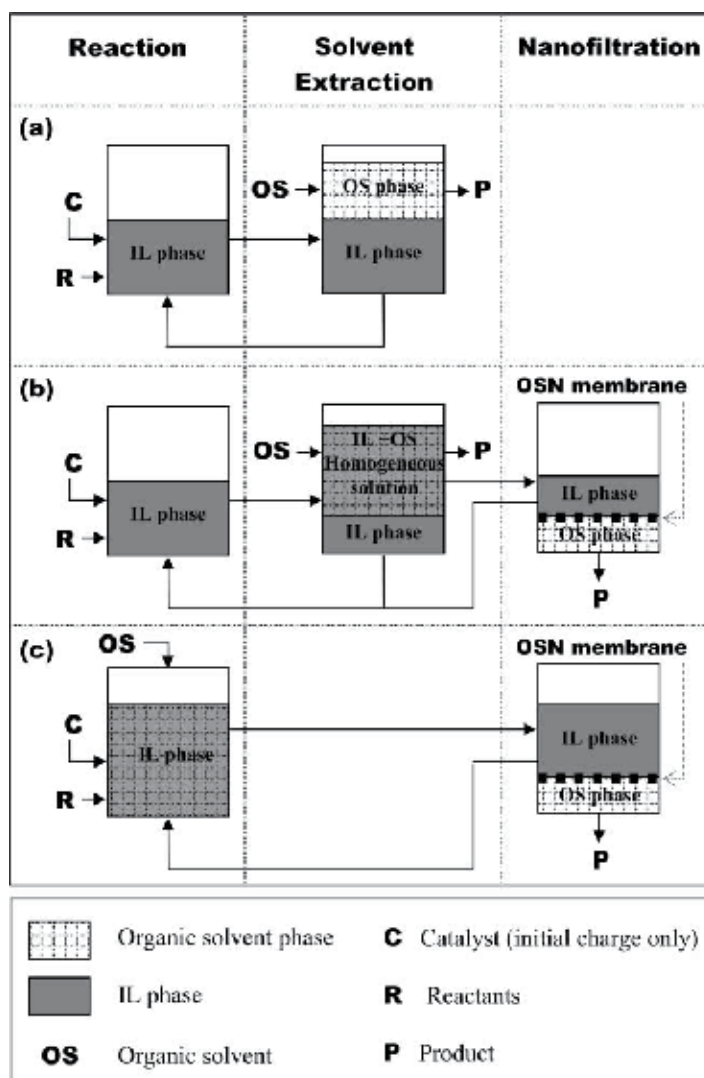 Reaction
Solvent
Extraction
Nanofiltration
(a)
C
R
IL phase
OS
OS phase
P
IL phase
(b)
C
R
IL phase
OS
IL –OS
Homogeneous
solution
P
IL phase
OSN membrane
IL phase
OS phase
P
(c)
OS
C
R
IL phase
OSN membrane
IL phase
OS phase
P
Organic solvent phase
C Catalyst (initial charge only)
IL phase
R Reactants
OS Organic solvent
P Product